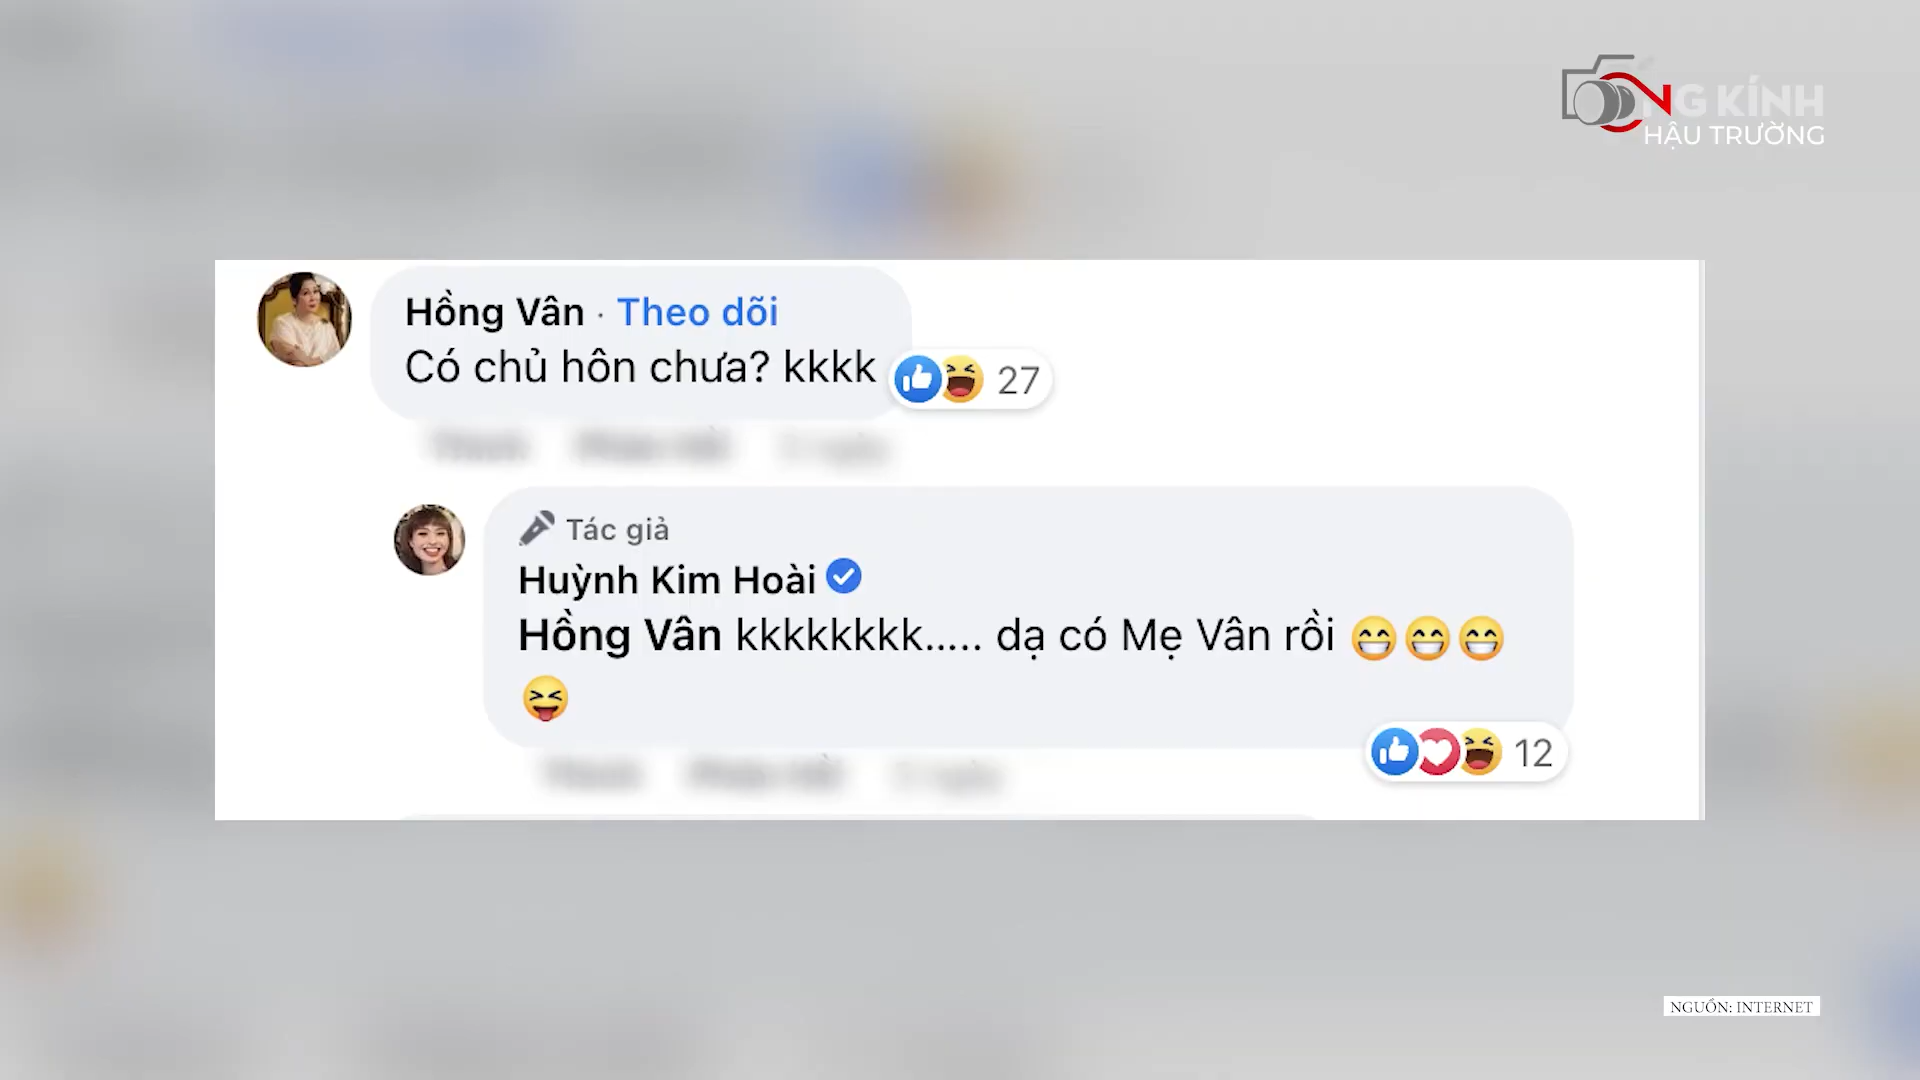 ỐNG KÍNH
HẬU TRƯỜNG
Hồng Vân · Theo dõi
Có chủ hôn chưa? kkkk
27
Tác giả
Huỳnh Kim Hoài
Hồng Vân kkkkkkkk..... dạ có Mẹ Vân rồi 😁😁😁
😝
12
NGUỒN: INTERNET